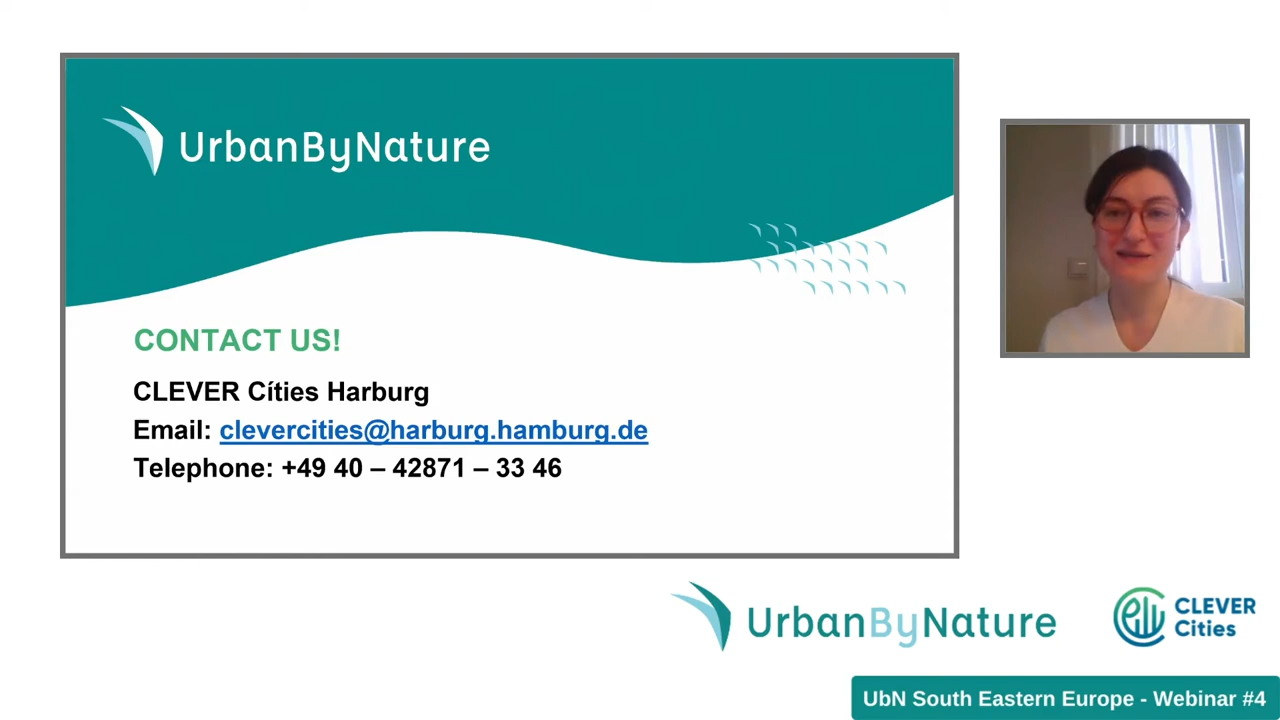 UrbanByNature
CONTACT US!
CLEVER Cíties Harburg
Email: clevercities@harburg.hamburg.de
Telephone: +49 40 – 42871 – 33 46
UrbanByNature
CLEVER
Cities
UbN South Eastern Europe - Webinar #4